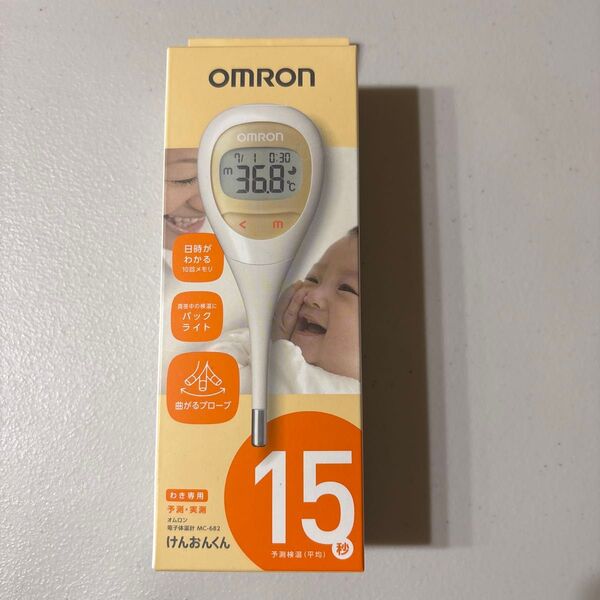 OMRON
OMRON
7/ 1 0:30
m 36.8 ℃
< m
日時が
わかる
10回メモリ
真夜中の検温に
バック
ライト
曲がるプローブ
わき専用
予測・実測
オムロン
電子体温計 MC-682
けんおんくん
15秒
予測検温(平均)